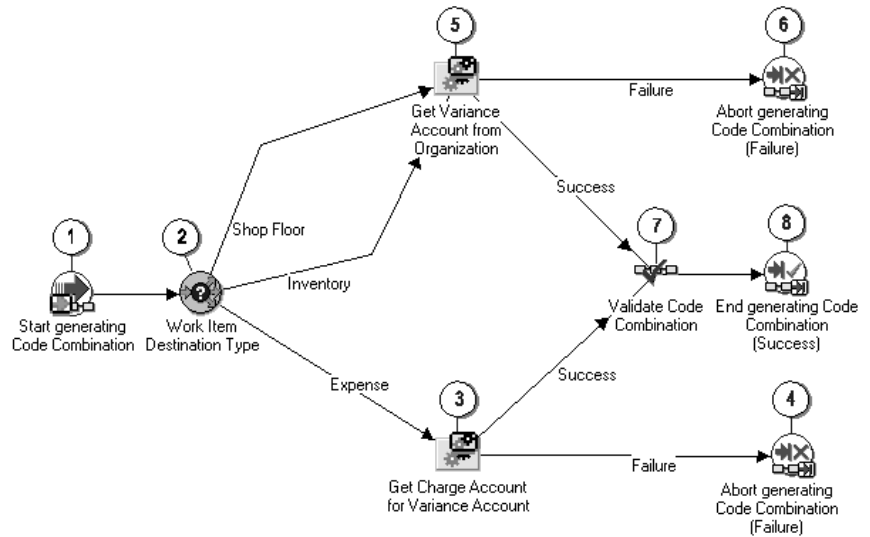 5
6
Failure
Get Variance
Account from
Organization
Abort generating
Code Combination
(Failure)
Success
1
2
Shop Floor
7
8
Inventory
Start generating
Code Combination
Work Item
Destination Type
Validate Code
Combination
End generating Code
Combination
(Success)
Expense
Success
3
4
Failure
Get Charge Account
for Variance Account
Abort generating
Code Combination
(Failure)